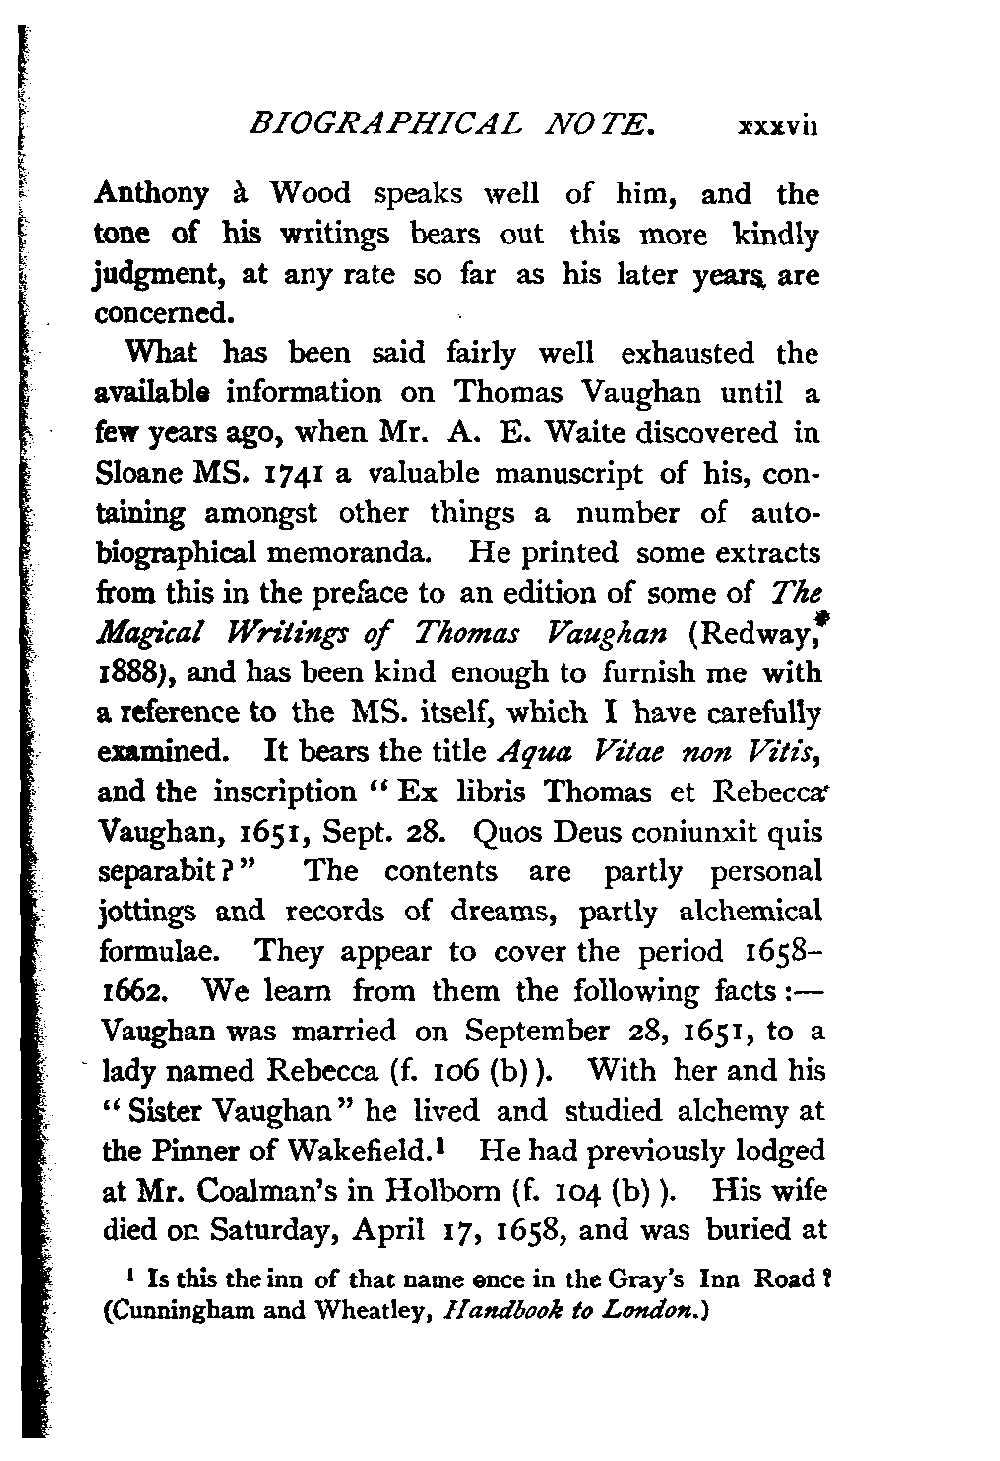 BIOGRAPHICAL NOTE. xxxvii
Anthony à Wood speaks well of him, and the
tone of his writings bears out this more kindly
judgment, at any rate so far as his later years, are
concerned.
What has been said fairly well exhausted the
available information on Thomas Vaughan until a
few years ago, when Mr. A. E. Waite discovered in
Sloane MS. 1741 a valuable manuscript of his, con-
taining amongst other things a number of auto-
biographical memoranda. He printed some extracts
from this in the preface to an edition of some of The
Magical Writings of Thomas Vaughan (Redway,
1888), and has been kind enough to furnish me with
a reference to the MS. itself, which I have carefully
examined. It bears the title Aqua Vitae non Vitis,
and the inscription “ Ex libris Thomas et Rebecca
Vaughan, 1651, Sept. 28. Quos Deus coniunxit quis
separabit ? ” The contents are partly personal
jottings and records of dreams, partly alchemical
formulae. They appear to cover the period 1658–
1662. We learn from them the following facts :—
Vaughan was married on September 28, 1651, to a
lady named Rebecca (f. 106 (b) ). With her and his
“ Sister Vaughan ” he lived and studied alchemy at
the Pinner of Wakefield.¹ He had previously lodged
at Mr. Coalman's in Holborn (f. 104 (b) ). His wife
died on Saturday, April 17, 1658, and was buried at
¹ Is this the inn of that name once in the Gray's Inn Road ?
(Cunningham and Wheatley, Handbook to London.)